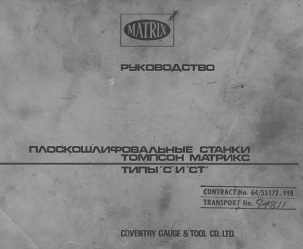 MATRIX
РУКОВОДСТВО
ПЛОСКОШЛИФОВАЛЬНЫЕ СТАНКИ
ТОМПСОН МАТРИКС
ТИПЫ "С" И "СТ"
CONTRACT No. 64/33172.115
TRANSPORT No. 94811
COVENTRY GAUGE & TOOL CO. LTD.